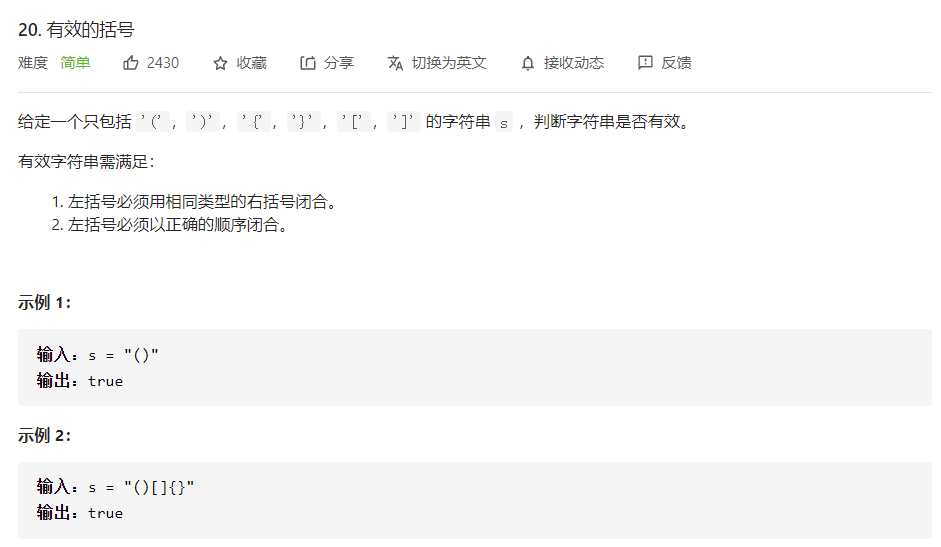 20. 有效的括号
难度 简单 2430 收藏 分享 切换为英文 接收动态 反馈
给定一个只包括 '('，')'，'{'，'}'，'['，']' 的字符串 s ，判断字符串是否有效。
有效字符串需满足：
1. 左括号必须用相同类型的右括号闭合。
2. 左括号必须以正确的顺序闭合。
示例 1：
输入：s = "()"
输出：true
示例 2：
输入：s = "()[]{}"
输出：true